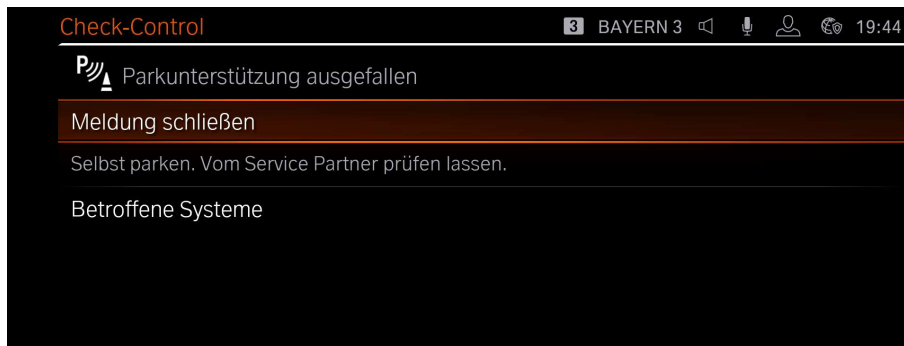 Check-Control 3 BAYERN 3 19:44
P Parkunterstützung ausgefallen
Meldung schließen
Selbst parken. Vom Service Partner prüfen lassen.
Betroffene Systeme